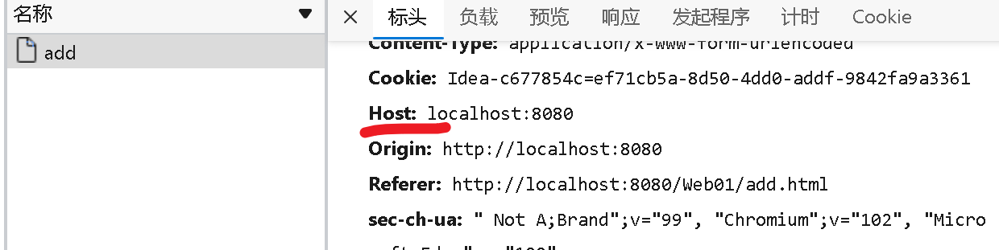 名称
标头 负载 预览 响应 发起程序 计时 Cookie
add
Content-Type: application/x-www-form-urlencoded
Cookie: Idea-c677854c=ef71cb5a-8d50-4dd0-addf-9842fa9a3361
Host: localhost:8080
Origin: http://localhost:8080
Referer: http://localhost:8080/Web01/add.html
sec-ch-ua: " Not A;Brand";v="99", "Chromium";v="102", "Micro